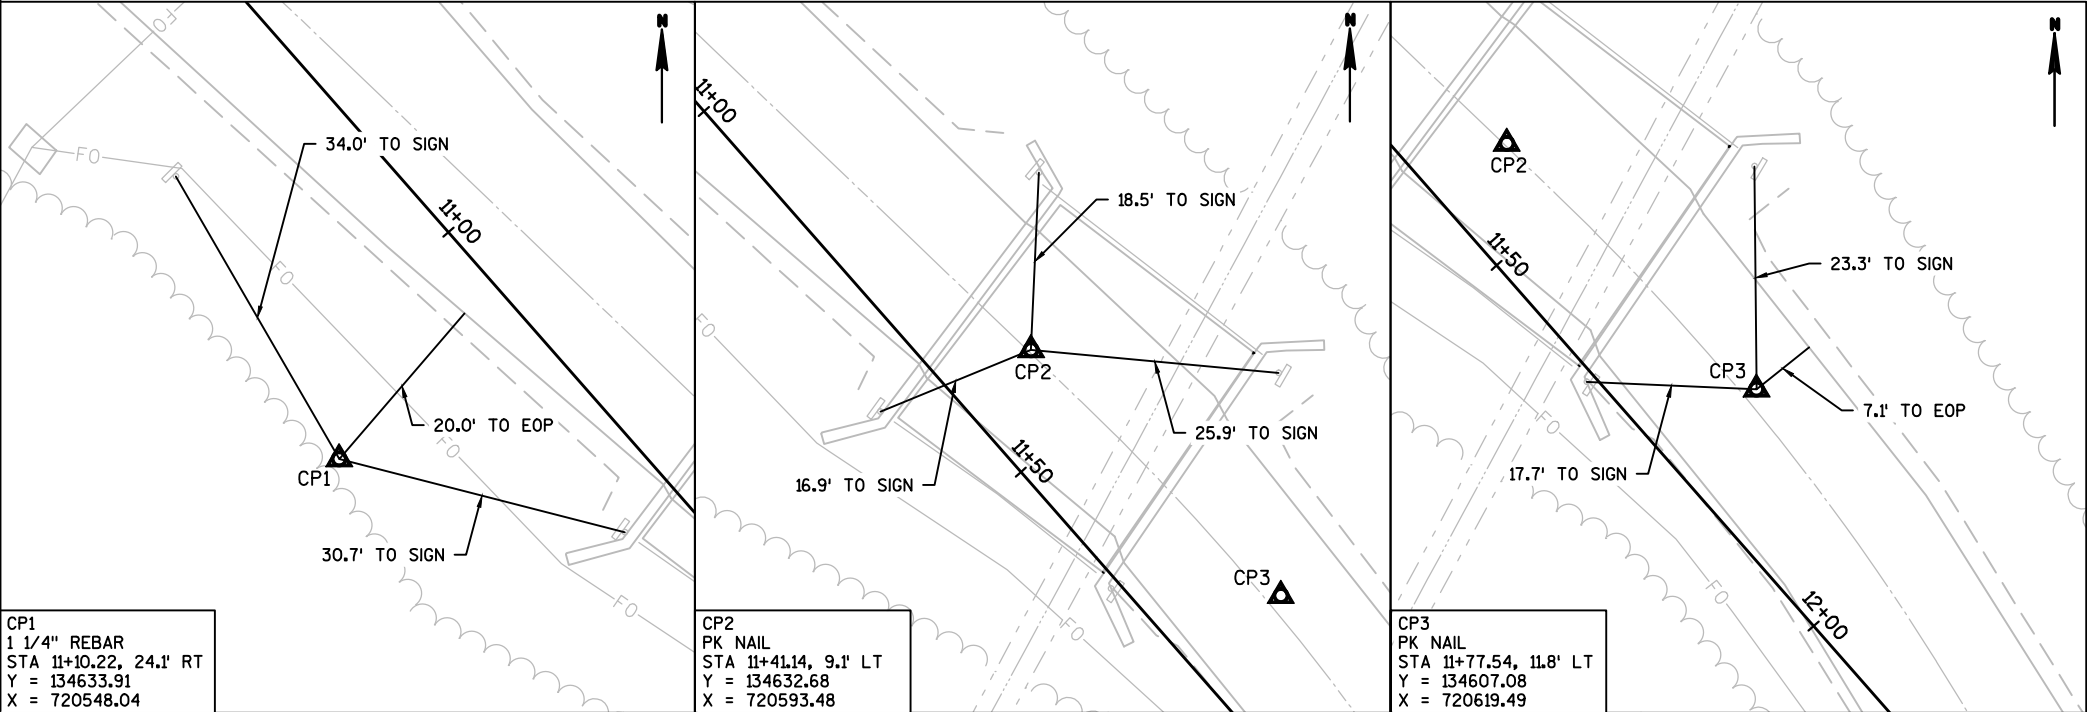 FO
N
34.0' TO SIGN
FO
11+00
FO
20.0' TO EOP
FO
CP1
30.7' TO SIGN
FO
CP1
1 1/4" REBAR
STA 11+10.22, 24.1' RT
Y = 134633.91
X = 720548.04
N
11+00
18.5' TO SIGN
FO
CP2
25.9' TO SIGN
11+50
16.9' TO SIGN
CP3
FO
CP2
PK NAIL
STA 11+41.14, 9.1' LT
Y = 134632.68
X = 720593.48
N
CP2
11+50
23.3' TO SIGN
CP3
7.1' TO EOP
FO
17.7' TO SIGN
FO
12+00
CP3
PK NAIL
STA 11+77.54, 11.8' LT
Y = 134607.08
X = 720619.49